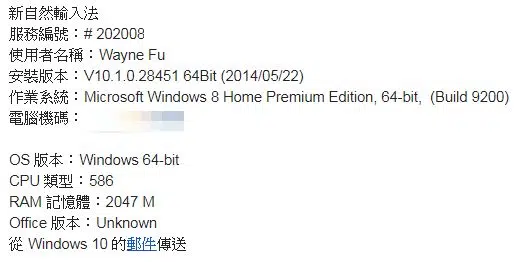 新自然輸入法
服務編號：# 202008
使用者名稱：Wayne Fu
安裝版本：V10.1.0.28451 64Bit (2014/05/22)
作業系統：Microsoft Windows 8 Home Premium Edition, 64-bit,  (Build 9200)
電腦機碼：
OS 版本：Windows 64-bit
CPU 類型：586
RAM 記憶體：2047 M
Office 版本：Unknown
從 Windows 10 的郵件傳送